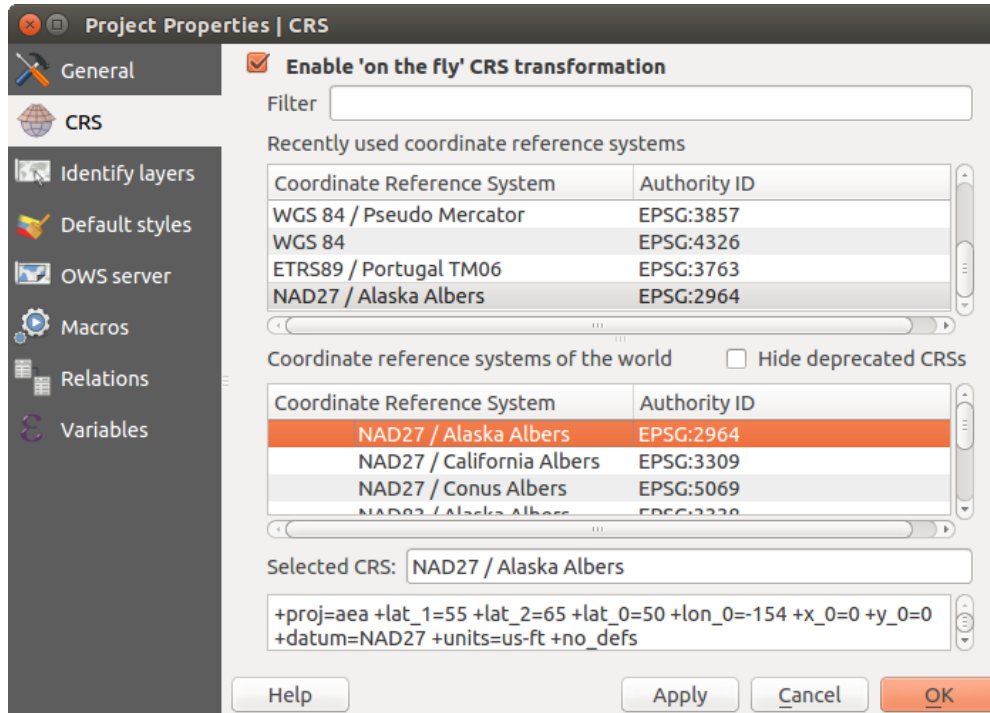 Project Properties | CRS
General
CRS
Identify layers
Default styles
OWS server
Macros
Relations
Variables
Enable 'on the fly' CRS transformation
Filter
Recently used coordinate reference systems
Coordinate Reference System Authority ID
WGS 84 / Pseudo Mercator EPSG:3857
WGS 84 EPSG:4326
ETRS89 / Portugal TM06 EPSG:3763
NAD27 / Alaska Albers EPSG:2964
Coordinate reference systems of the world Hide deprecated CRSs
Coordinate Reference System Authority ID
NAD27 / Alaska Albers EPSG:2964
NAD27 / California Albers EPSG:3309
NAD27 / Conus Albers EPSG:5069
NAD83 / Alaska Albers EPSG:3338
Selected CRS: NAD27 / Alaska Albers
+proj=aea +lat_1=55 +lat_2=65 +lat_0=50 +lon_0=-154 +x_0=0 +y_0=0
+datum=NAD27 +units=us-ft +no_defs
Help Apply Cancel OK